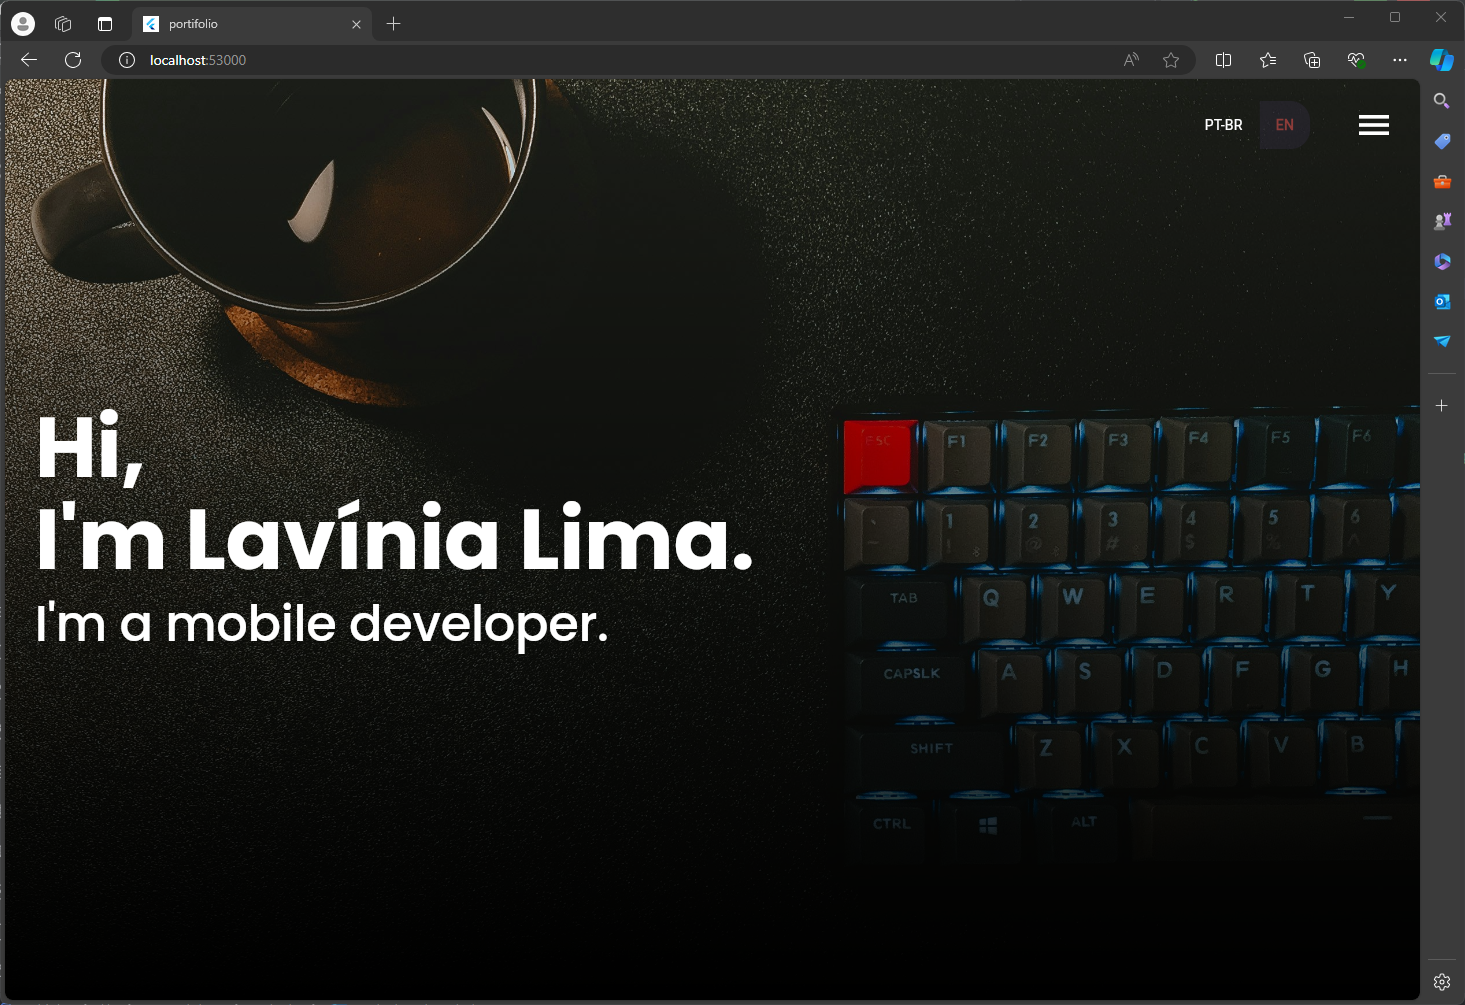 portifolio
localhost:53000
PT-BR EN
Hi,
I'm Lavínia Lima.
I'm a mobile developer.
ESC F1 F2 F3 F4 F5 F6
` 1 2 3 4 5 6
~ ! @ # $ % ^
TAB Q W E R T Y
CAPSLK A S D F G H
SHIFT Z X C V B
CTRL ALT